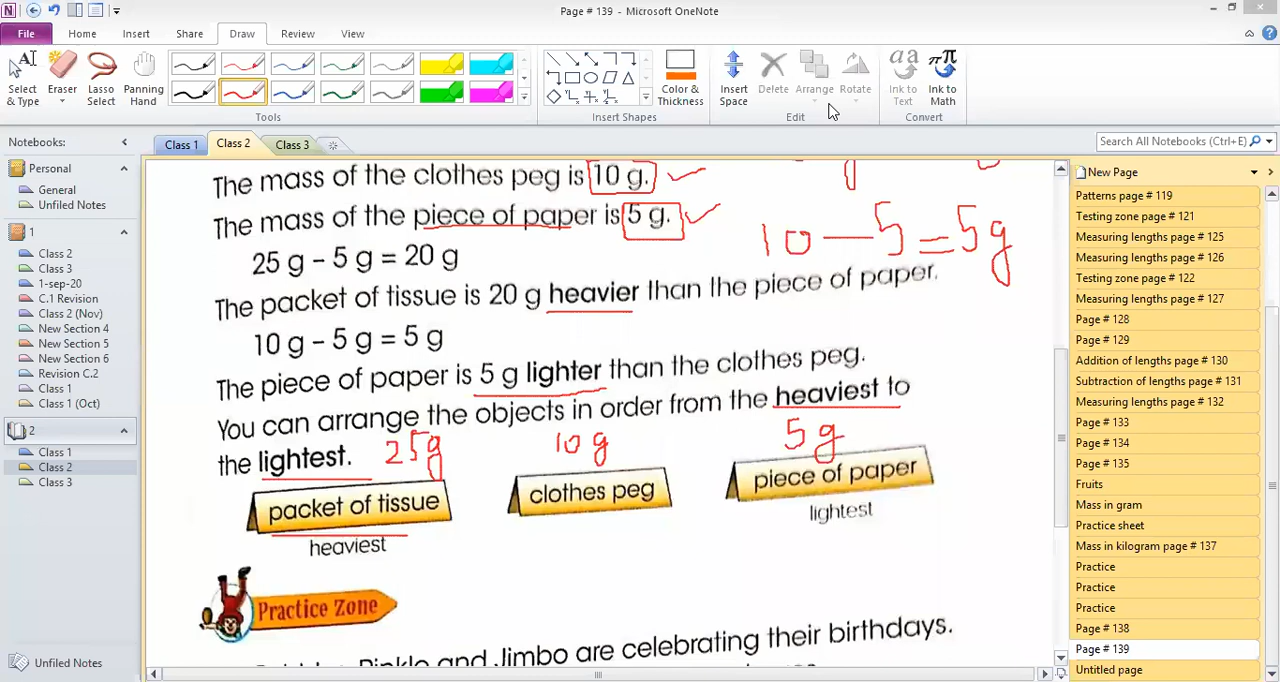 Page # 139 - Microsoft OneNote
File Home Insert Share Draw Review View
Select & Type
Eraser
Lasso Select
Panning Hand
Color & Thickness
Insert Space
Delete
Arrange
Rotate
Ink to Text
Ink to Math
Tools
Insert Shapes
Edit
Convert
Notebooks:
Personal
General
Unfiled Notes
1
Class 2
Class 3
1-sep-20
C.1 Revision
Class 2 (Nov)
New Section 4
New Section 5
New Section 6
Revision C.2
Class 1
Class 1 (Oct)
2
Class 1
Class 2
Class 3
Unfiled Notes
Class 1 Class 2 Class 3
Search All Notebooks (Ctrl+E)
The mass of the clothes peg is 10 g.
The mass of the piece of paper is 5 g.
10 — 5 = 5g
25 g – 5 g = 20 g
The packet of tissue is 20 g heavier than the piece of paper.
10 g – 5 g = 5 g
The piece of paper is 5 g lighter than the clothes peg.
You can arrange the objects in order from the heaviest to
the lightest.
25g 10g 5g
packet of tissue clothes peg piece of paper
heaviest lightest
Practice Zone
Pinkie and Jimbo are celebrating their birthdays.
New Page
Patterns page # 119
Testing zone page # 121
Measuring lengths page # 125
Measuring lengths page # 126
Testing zone page # 122
Measuring lengths page # 127
Page # 128
Page # 129
Addition of lengths page # 130
Subtraction of lengths page # 131
Measuring lengths page # 132
Page # 133
Page # 134
Page # 135
Fruits
Mass in gram
Practice sheet
Mass in kilogram page # 137
Practice
Practice
Practice
Page # 138
Page # 139
Untitled page